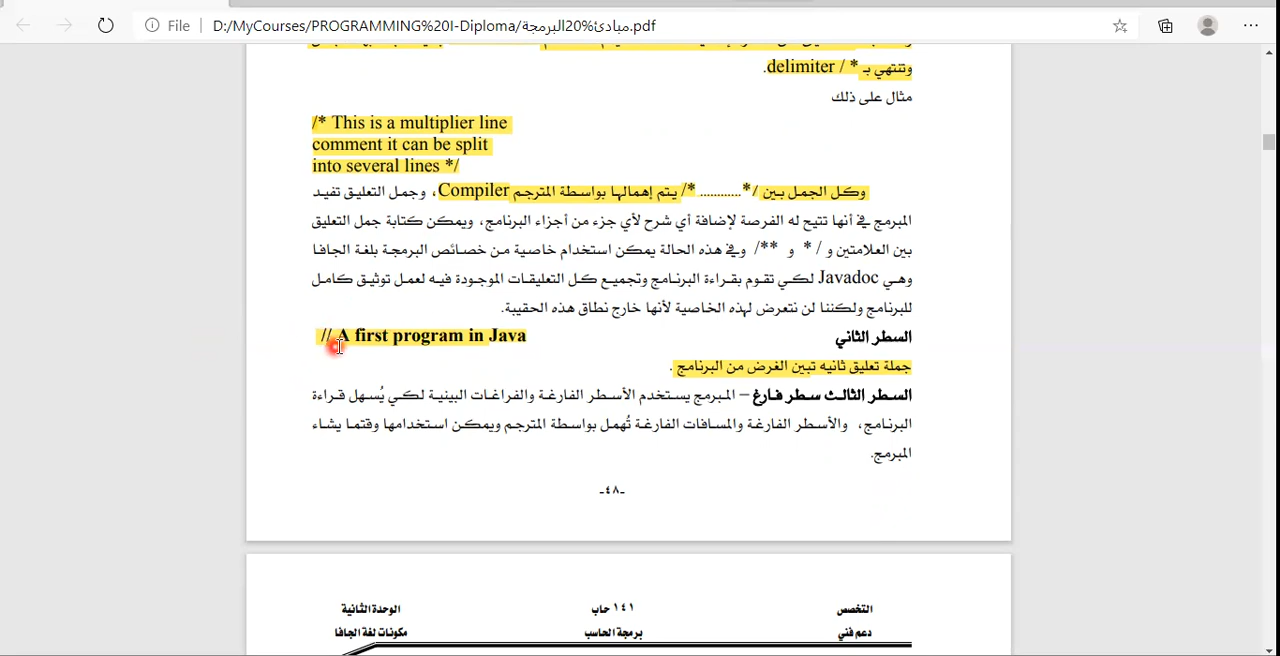 File D:/MyCourses/PROGRAMMING%20I-Diploma/مبادئ%20البرمجة.pdf
وتنتهي بـ * / delimiter.
مثال على ذلك
/* This is a multiplier line
comment it can be split
into several lines */
وكل الجمل بين /*............ */ يتم إهمالها بواسطة المترجم Compiler، وجمل التعليق تفيد
المبرمج في أنها تتيح له الفرصة لإضافة أي شرح لأي جزء من أجزاء البرنامج، ويمكن كتابة جمل التعليق
بين العلامتين و / * و **/ وفي هذه الحالة يمكن استخدام خاصية من خصائص البرمجة بلغة الجافا
وهي Javadoc لكي تقوم بقراءة البرنامج وتجميع كل التعليقات الموجودة فيه لعمل توثيق كامل
للبرنامج ولكننا لن نتعرض لهذه الخاصية لأنها خارج نطاق هذه الحقيبة.
السطر الثاني // A first program in Java
جملة تعليق ثانيه تبين الغرض من البرنامج .
السطر الثالث سطر فارغ – المبرمج يستخدم الأسطر الفارغة والفراغات البينية لكي يُسهل قراءة
البرنامج، والأسطر الفارغة والمسافات الفارغة تُهمل بواسطة المترجم ويمكن استخدامها وقتما يشاء
المبرمج.
-٤٨-
التخصص ١٤١ حاب الوحدة الثانية
دعم فني برمجة الحاسب مكونات لغة الجافا